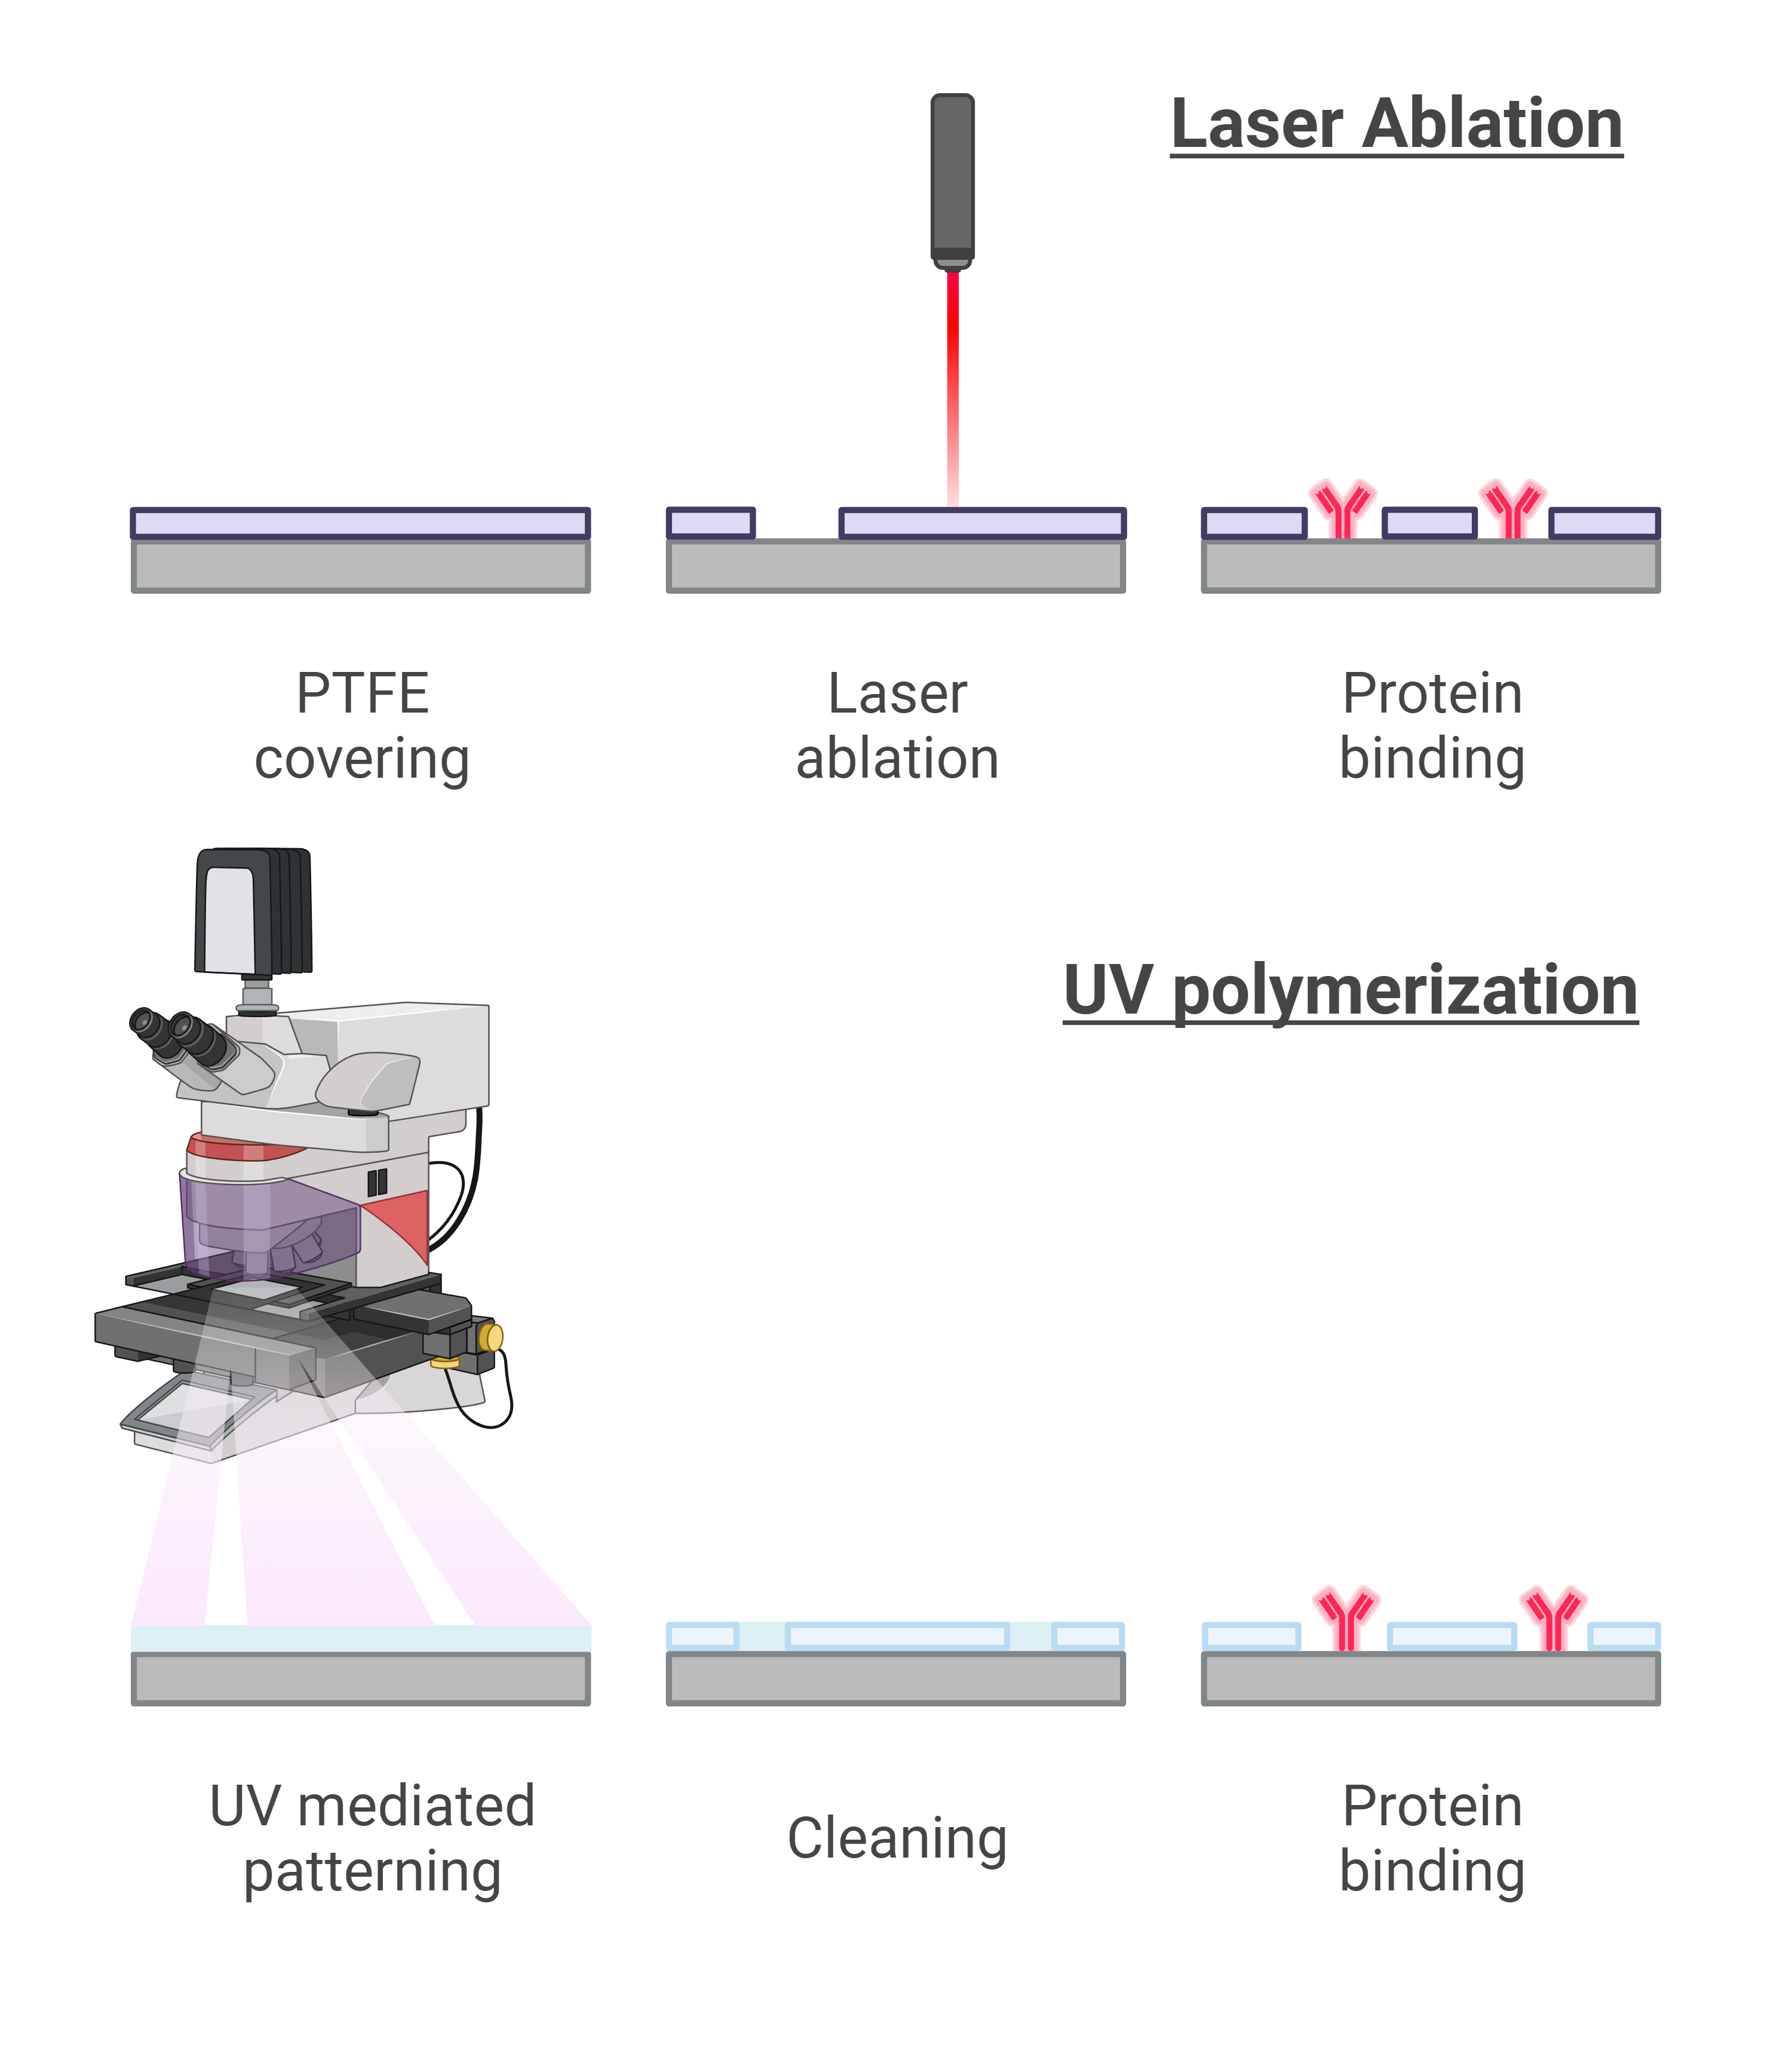 Laser Ablation
PTFE
covering
Laser
ablation
Protein
binding
UV polymerization
UV mediated
patterning
Cleaning
Protein
binding